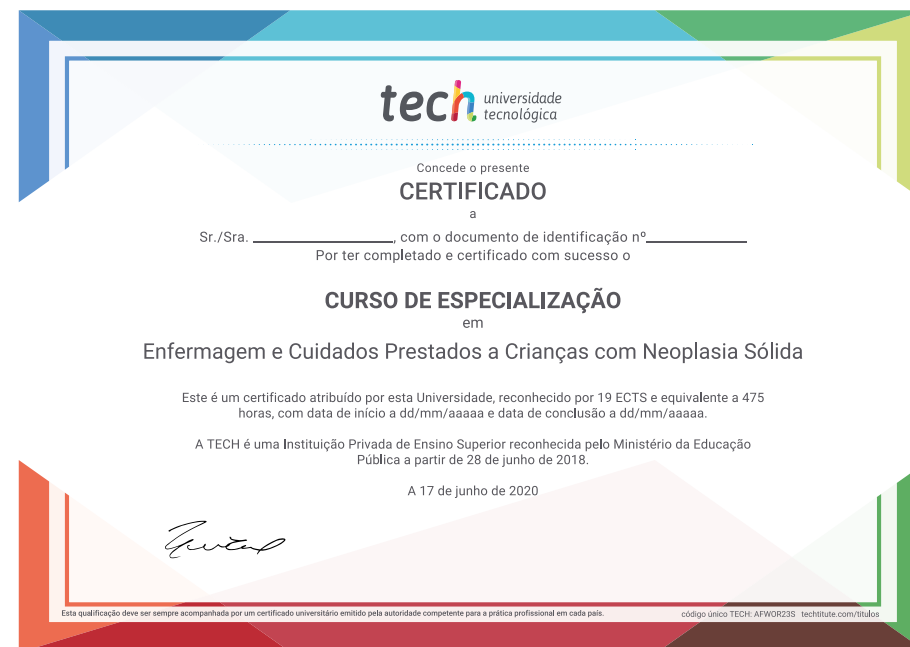 tech universidade
tecnológica
Concede o presente
CERTIFICADO
a
Sr./Sra. ____________, com o documento de identificação nº_________
Por ter completado e certificado com sucesso o
CURSO DE ESPECIALIZAÇÃO
em
Enfermagem e Cuidados Prestados a Crianças com Neoplasia Sólida
Este é um certificado atribuído por esta Universidade, reconhecido por 19 ECTS e equivalente a 475
horas, com data de início a dd/mm/aaaaa e data de conclusão a dd/mm/aaaaa.
A TECH é uma Instituição Privada de Ensino Superior reconhecida pelo Ministério da Educação
Pública a partir de 28 de junho de 2018.
A 17 de junho de 2020
Esta qualificação deve ser sempre acompanhada por um certificado universitário emitido pela autoridade competente para a prática profissional em cada país.
código único TECH: AFWOR23S techtitute.com/titulos